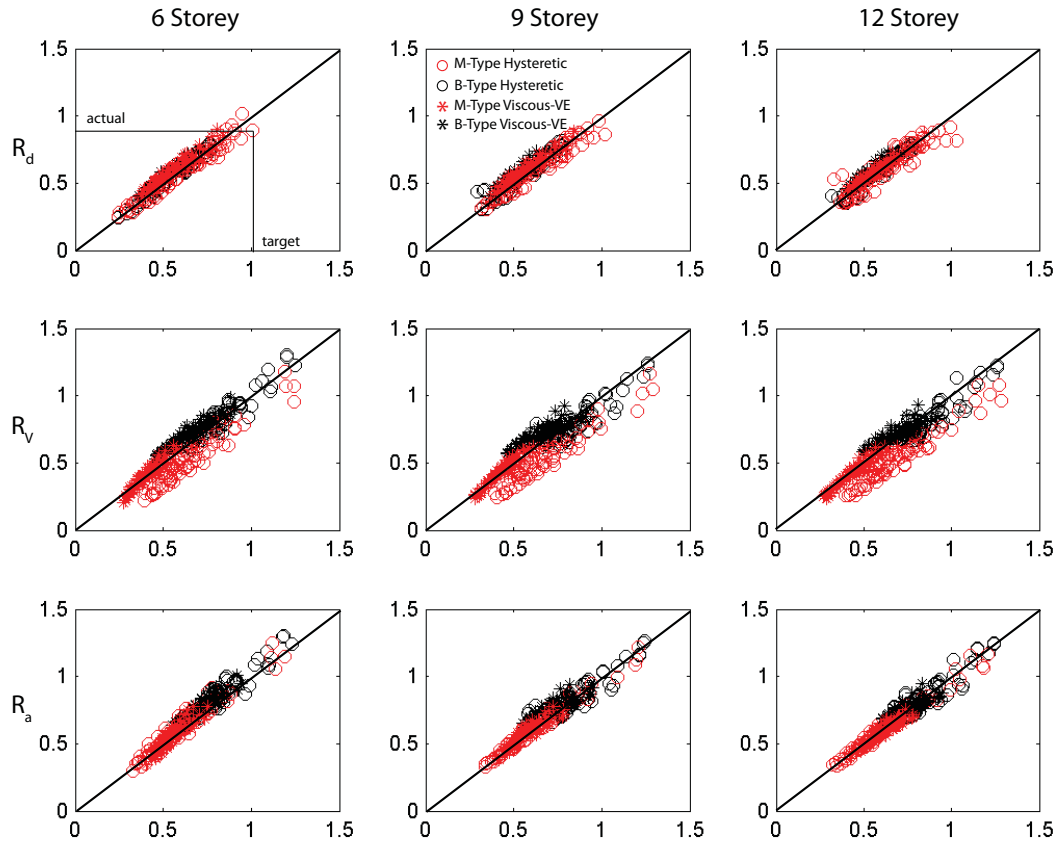 6 Storey
9 Storey
12 Storey
R_d
1.5
1
0.5
0
0 0.5 1 1.5
actual
target
1.5
1
0.5
0
0 0.5 1 1.5
M-Type Hysteretic
B-Type Hysteretic
M-Type Viscous-VE
B-Type Viscous-VE
1.5
1
0.5
0
0 0.5 1 1.5
R_V
1.5
1
0.5
0
0 0.5 1 1.5
1.5
1
0.5
0
0 0.5 1 1.5
1.5
1
0.5
0
0 0.5 1 1.5
R_a
1.5
1
0.5
0
0 0.5 1 1.5
1.5
1
0.5
0
0 0.5 1 1.5
1.5
1
0.5
0
0 0.5 1 1.5